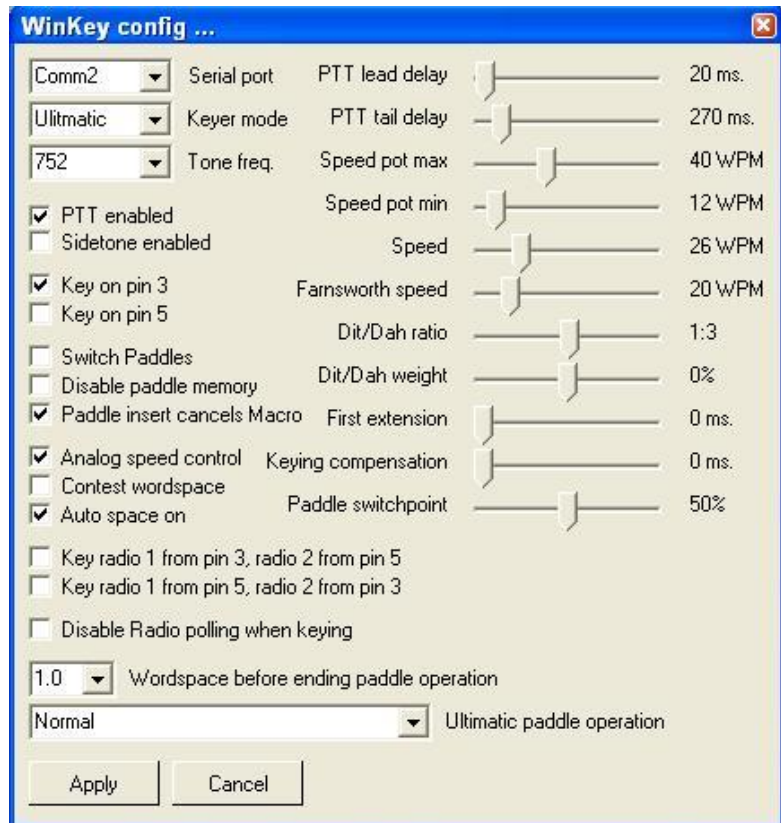 WinKey config ...
Comm2 Serial port PTT lead delay 20 ms.
Ulitmatic Keyer mode PTT tail delay 270 ms.
752 Tone freq. Speed pot max 40 WPM
Speed pot min 12 WPM
PTT enabled
Sidetone enabled Speed 26 WPM
Key on pin 3 Farnsworth speed 20 WPM
Key on pin 5
Dit/Dah ratio 1:3
Switch Paddles
Disable paddle memory Dit/Dah weight 0%
Paddle insert cancels Macro First extension 0 ms.
Analog speed control Keying compensation 0 ms.
Contest wordspace
Auto space on Paddle switchpoint 50%
Key radio 1 from pin 3, radio 2 from pin 5
Key radio 1 from pin 5, radio 2 from pin 3
Disable Radio polling when keying
1.0 Wordspace before ending paddle operation
Normal Ultimatic paddle operation
Apply Cancel